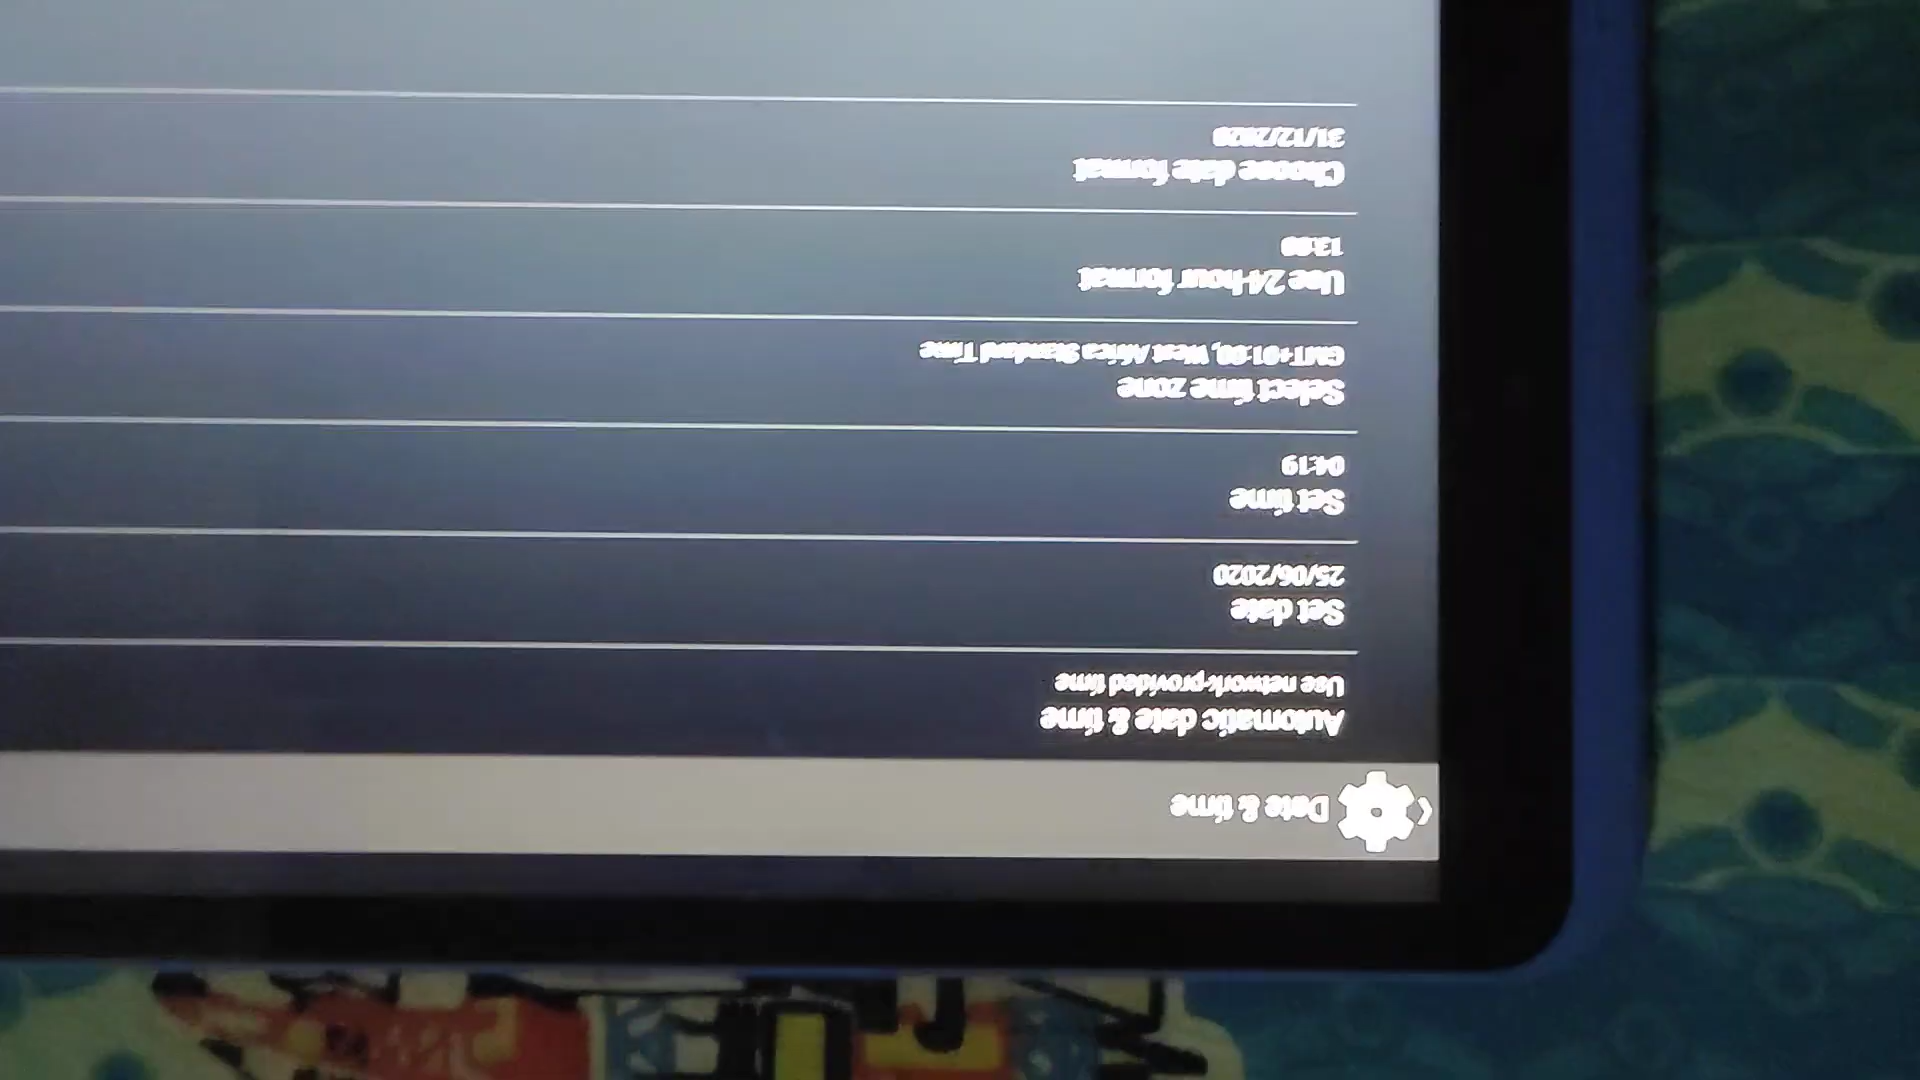 Date & time
Automatic date & time
Use network-provided time
Set date
25/06/2020
Set time
04:19
Select time zone
GMT+01:00, West Africa Standard Time
Use 24-hour format
13:00
Choose date format
31/12/2020